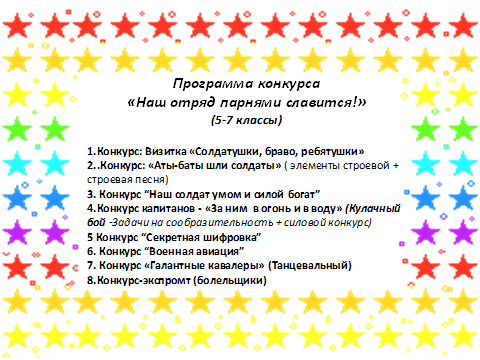 Программа конкурса
«Наш отряд парнями славится!»
(5-7 классы)
1.Конкурс: Визитка «Солдатушки, браво, ребятушки»
2..Конкурс: «Аты-баты шли солдаты» ( элементы строевой +
строевая песня)
3. Конкурс “Наш солдат умом и силой богат”
4.Конкурс капитанов - «За ним в огонь и в воду» (Кулачный
бой -Задачи на сообразительность + силовой конкурс)
5 Конкурс “Секретная шифровка”
6. Конкурс “Военная авиация”
7. Конкурс «Галантные кавалеры» (Танцевальный)
8.Конкурс-экспромт (болельщики)